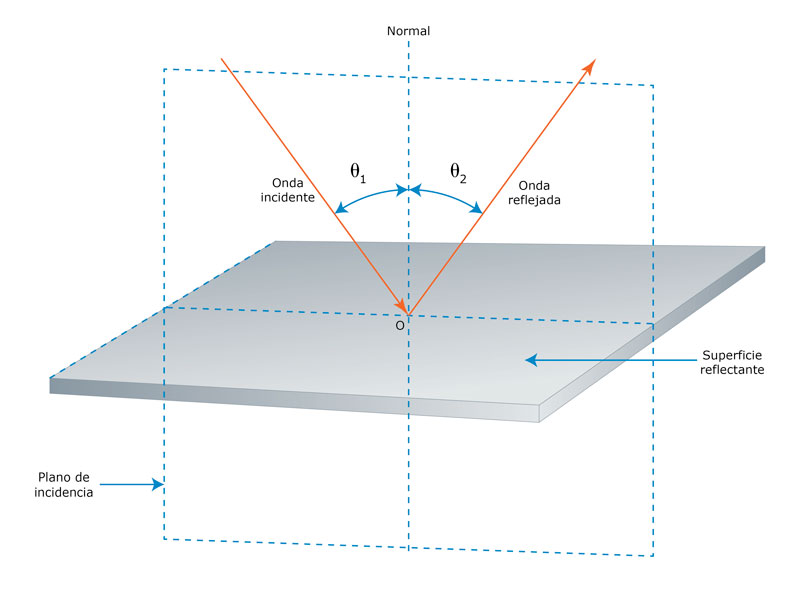 Normal
θ1
θ2
Onda
incidente
Onda
reflejada
O
Superficie
reflectante
Plano de
incidencia